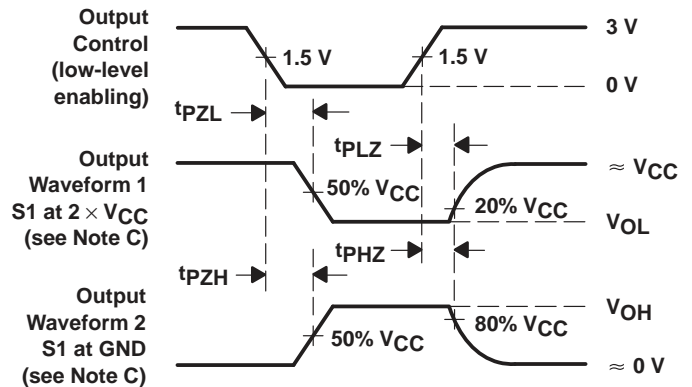 Output
Control
(low-level
enabling)
1.5 V
1.5 V
3 V
0 V
tPZL
tPLZ
Output
Waveform 1
S1 at 2 × VCC
(see Note C)
50% VCC
20% VCC
≈ VCC
VOL
tPZH
tPHZ
Output
Waveform 2
S1 at GND
(see Note C)
50% VCC
80% VCC
VOH
≈ 0 V